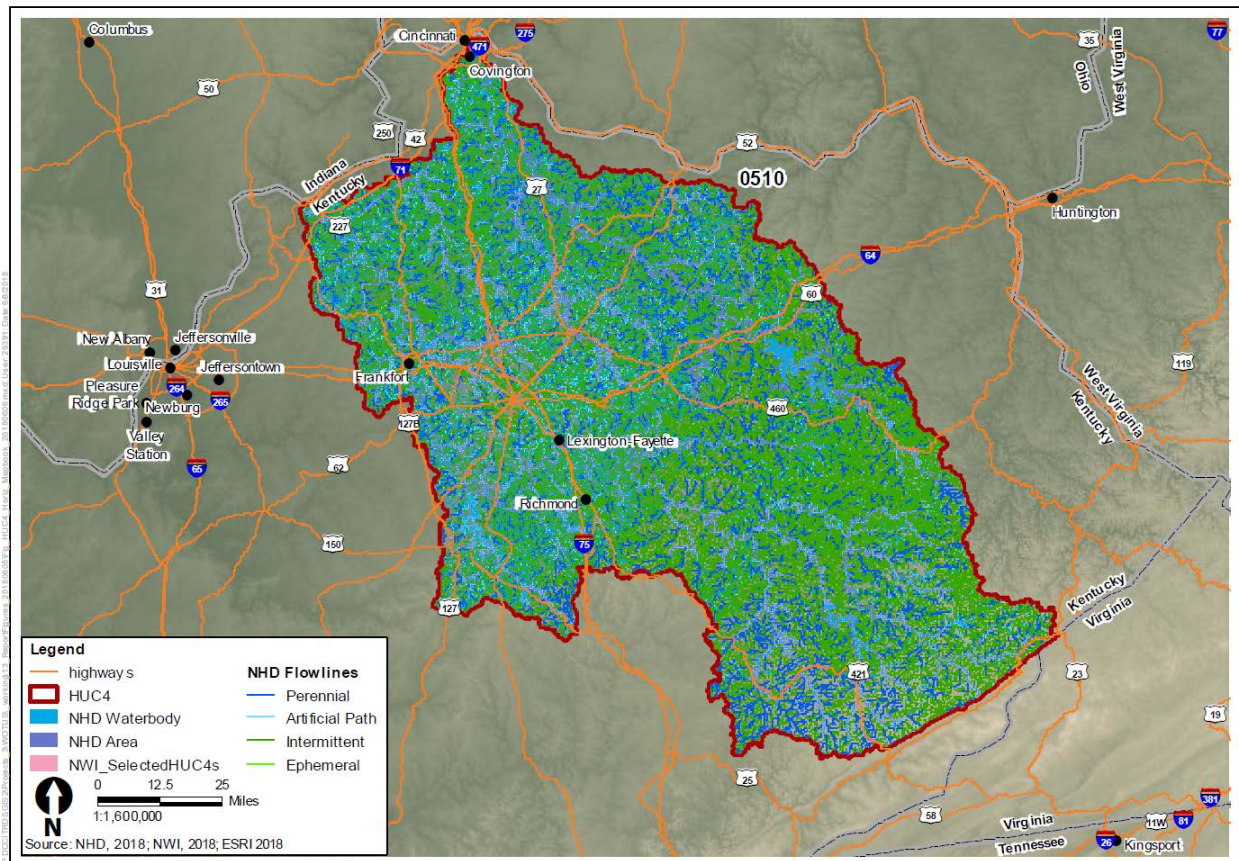 Columbus
Cincinnati
471
275
77
35
Covington
Ohio
West Virginia
50
250
42
52
71
Indiana
Kentucky
27
0510
227
Huntington
64
31
60
New Albany
Jeffersonville
Louisville
Jeffersontown
Frankfort
119
264
Pleasure
Ridge Park
Newburg
265
460
West Virginia
Kentucky
Valley
Station
127B
Lexington-Fayette
65
62
Richmond
150
75
127
Kentucky
Virginia
421
23
19
25
58
Virginia
Tennessee
11W
381
81
26
Kingsport
Legend
highways
HUC4
NHD Waterbody
NHD Area
NWI_SelectedHUC4s
NHD Flowlines
Perennial
Artificial Path
Intermittent
Ephemeral
N
0 12.5 25
Miles
1:1,600,000
Source: NHD, 2018; NWI, 2018; ESRI 2018